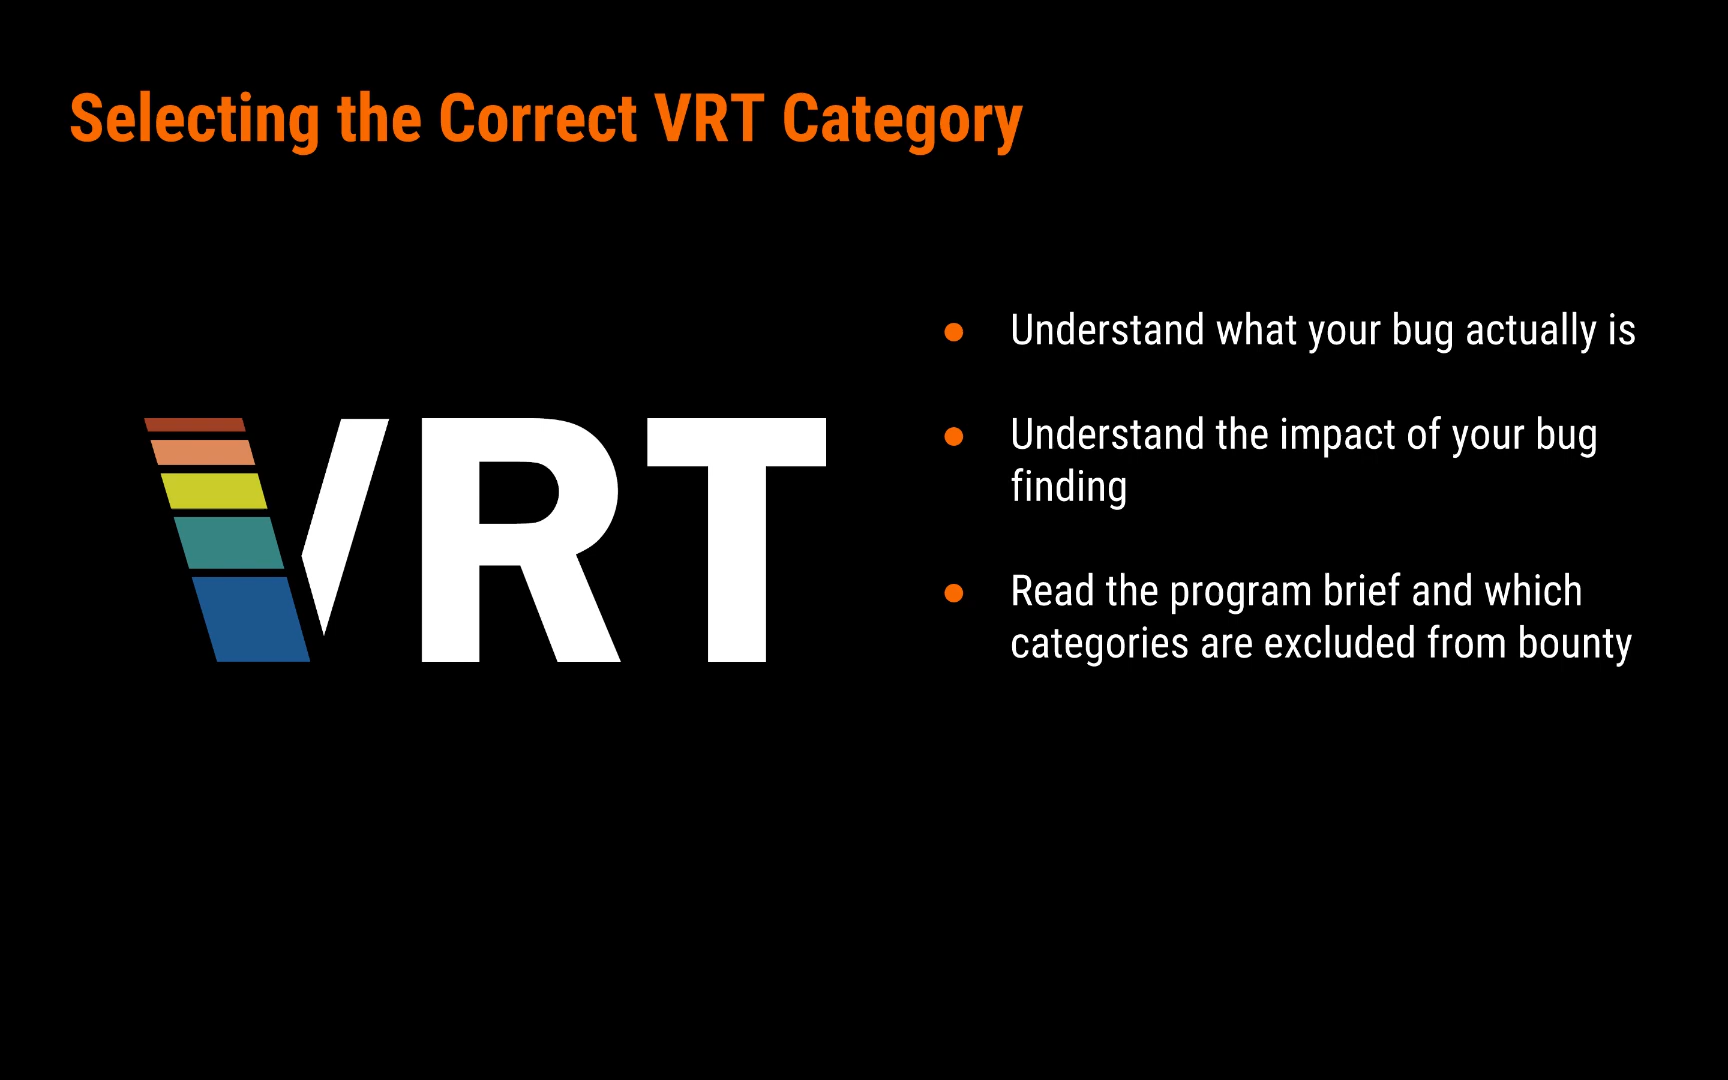 Selecting the Correct VRT Category
VRT
● Understand what your bug actually is
● Understand the impact of your bug
finding
● Read the program brief and which
categories are excluded from bounty